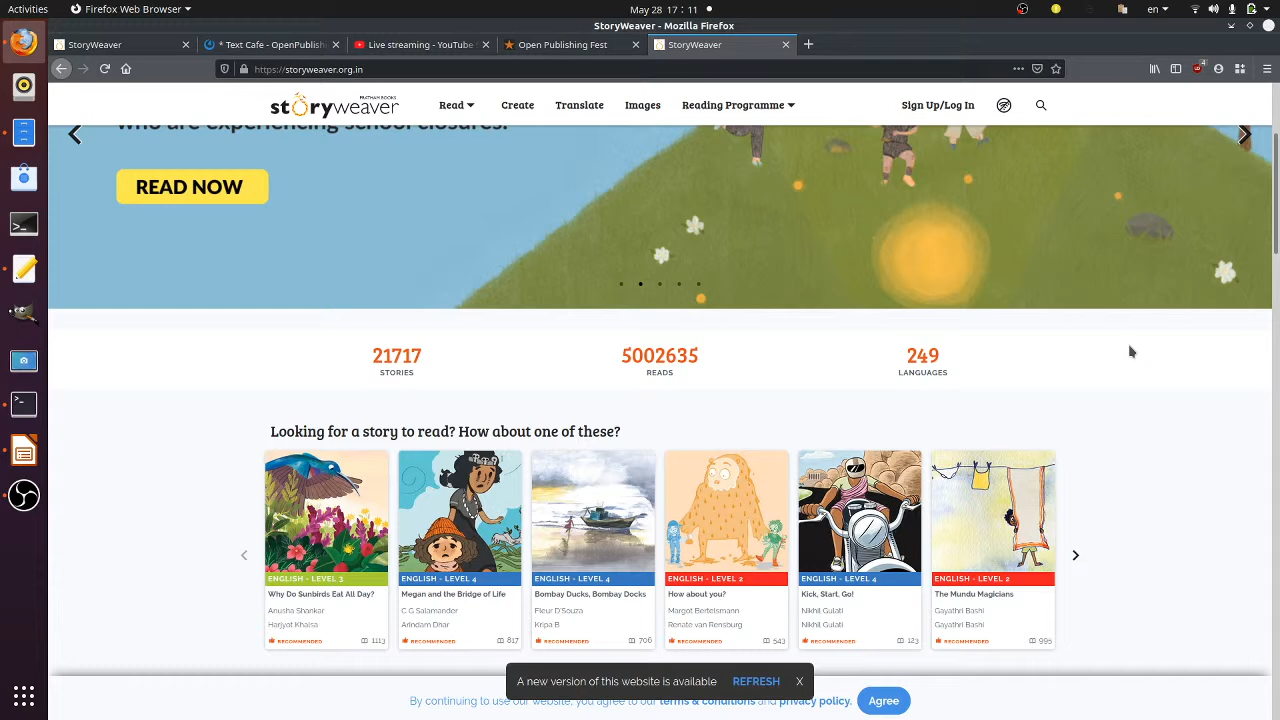 Activities Firefox Web Browser May 28 17:11 en
StoryWeaver - Mozilla Firefox
StoryWeaver * Text Cafe - OpenPublish Live streaming - YouTube Open Publishing Fest StoryWeaver
https://storyweaver.org.in
PRATHAM BOOKS
storyweaver Read Create Translate Images Reading Programme Sign Up/Log In
who are experiencing school closures.
READ NOW
21717 5002635 249
STORIES READS LANGUAGES
Looking for a story to read? How about one of these?
ENGLISH - LEVEL 3 ENGLISH - LEVEL 4 ENGLISH - LEVEL 4 ENGLISH - LEVEL 2 ENGLISH - LEVEL 4 ENGLISH - LEVEL 2
Why Do Sunbirds Eat All Day? Megan and the Bridge of Life Bombay Ducks, Bombay Docks How about you? Kick, Start, Go! The Mundu Magicians
Anusha Shankar C.G Salamander Fleur D'Souza Margot Bertelsmann Nikhil Gulati Gayathri Bashi
Harjyot Khalsa Arindam Dhar Kripa B Renate van Rensburg Nikhil Gulati Gayathri Bashi
RECOMMENDED 1113 RECOMMENDED 817 RECOMMENDED 706 RECOMMENDED 543 RECOMMENDED 123 RECOMMENDED 995
A new version of this website is available REFRESH X
By continuing to use our website, you agree to our terms & conditions and privacy policy. Agree